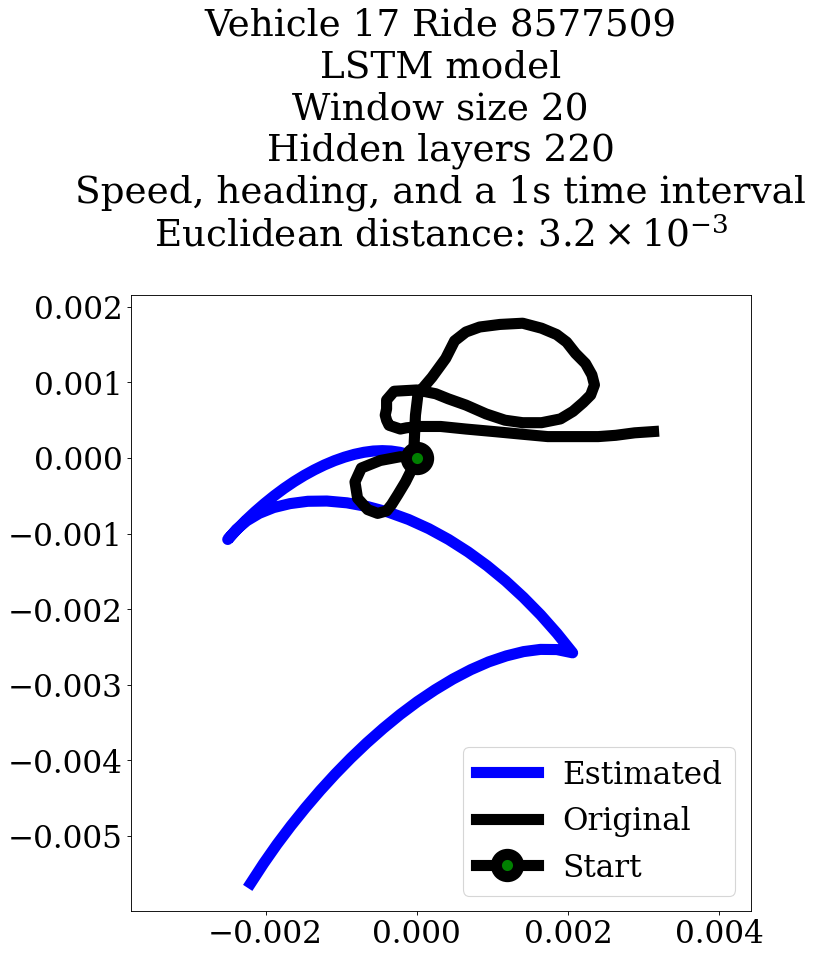 Vehicle 17 Ride 8577509
LSTM model
Window size 20
Hidden layers 220
Speed, heading, and a 1s time interval
Euclidean distance: 3.2 × 10⁻³
0.002
0.001
0.000
−0.001
−0.002
−0.003
−0.004
−0.005
Estimated
Original
Start
−0.002 0.000 0.002 0.004